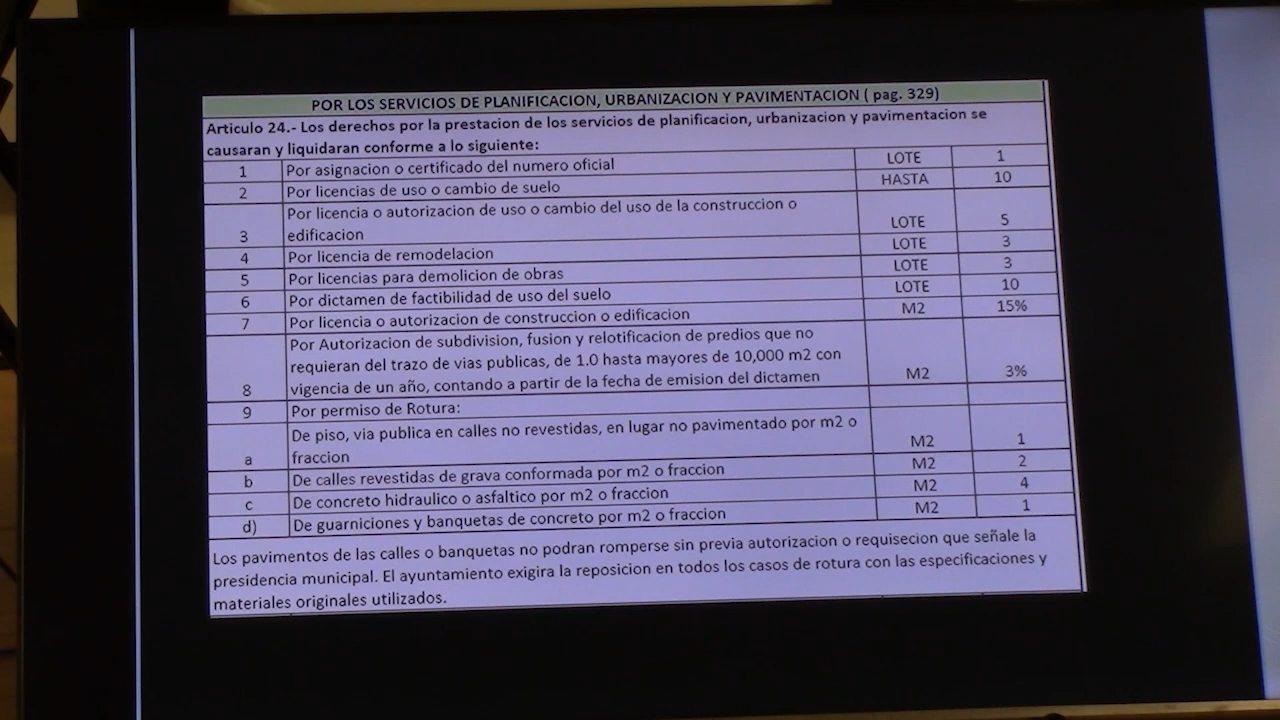 POR LOS SERVICIOS DE PLANIFICACION, URBANIZACION Y PAVIMENTACION ( pag. 329)
Articulo 24.- Los derechos por la prestacion de los servicios de planificacion, urbanizacion y pavimentacion se
causaran y liquidaran conforme a lo siguiente:
1 Por asignacion o certificado del numero oficial LOTE 1
2 Por licencias de uso o cambio de suelo HASTA 10
Por licencia o autorizacion de uso o cambio del uso de la construccion o
3 edificacion LOTE 5
4 Por licencia de remodelacion LOTE 3
5 Por licencias para demolicion de obras LOTE 3
6 Por dictamen de factibilidad de uso del suelo LOTE 10
7 Por licencia o autorizacion de construccion o edificacion M2 15%
Por Autorizacion de subdivision, fusion y relotificacion de predios que no
requieran del trazo de vias publicas, de 1.0 hasta mayores de 10,000 m2 con
8 vigencia de un año, contando a partir de la fecha de emision del dictamen M2 3%
9 Por permiso de Rotura:
De piso, via publica en calles no revestidas, en lugar no pavimentado por m2 o
a fraccion M2 1
b De calles revestidas de grava conformada por m2 o fraccion M2 2
c De concreto hidraulico o asfaltico por m2 o fraccion M2 4
d) De guarniciones y banquetas de concreto por m2 o fraccion M2 1
Los pavimentos de las calles o banquetas no podran romperse sin previa autorizacion o requisecion que señale la
presidencia municipal. El ayuntamiento exigira la reposicion en todos los casos de rotura con las especificaciones y
materiales originales utilizados.